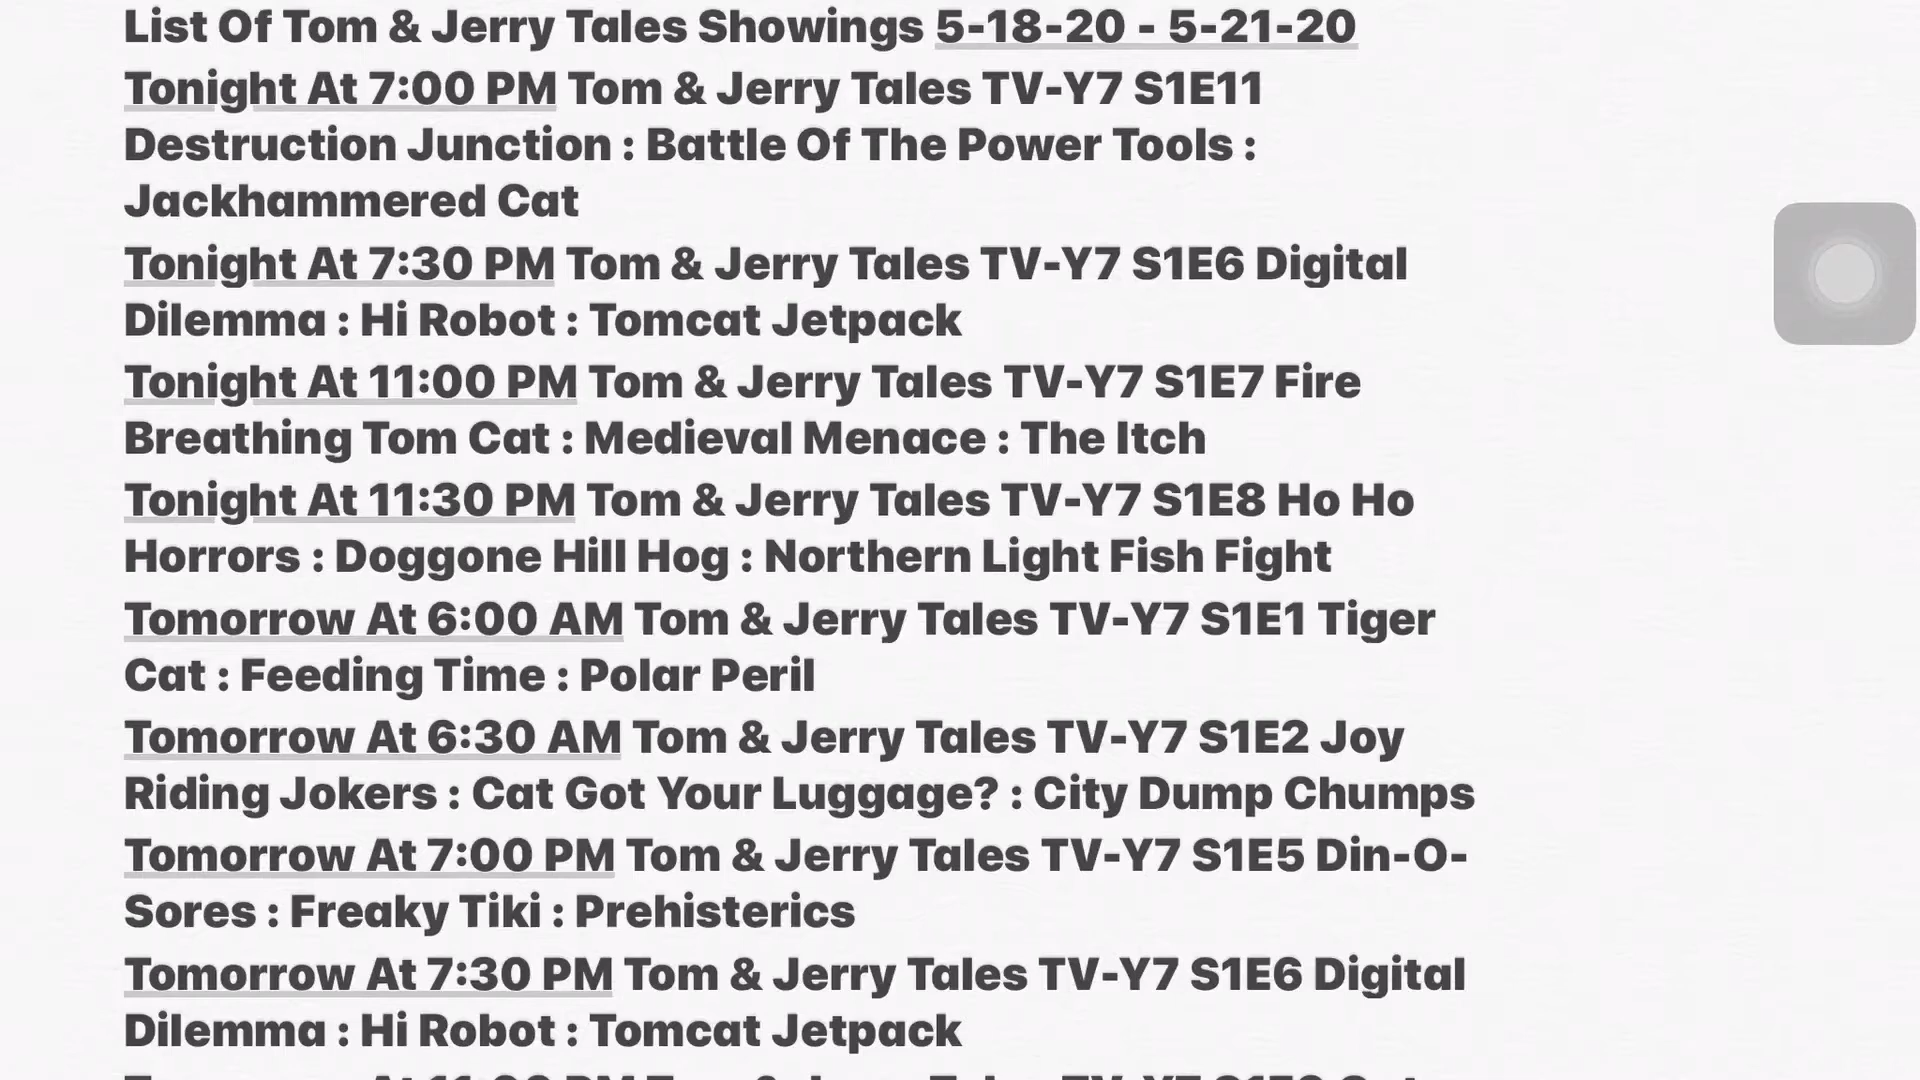 List Of Tom & Jerry Tales Showings 5-18-20 - 5-21-20
Tonight At 7:00 PM Tom & Jerry Tales TV-Y7 S1E11
Destruction Junction : Battle Of The Power Tools :
Jackhammered Cat
Tonight At 7:30 PM Tom & Jerry Tales TV-Y7 S1E6 Digital
Dilemma : Hi Robot : Tomcat Jetpack
Tonight At 11:00 PM Tom & Jerry Tales TV-Y7 S1E7 Fire
Breathing Tom Cat : Medieval Menace : The Itch
Tonight At 11:30 PM Tom & Jerry Tales TV-Y7 S1E8 Ho Ho
Horrors : Doggone Hill Hog : Northern Light Fish Fight
Tomorrow At 6:00 AM Tom & Jerry Tales TV-Y7 S1E1 Tiger
Cat : Feeding Time : Polar Peril
Tomorrow At 6:30 AM Tom & Jerry Tales TV-Y7 S1E2 Joy
Riding Jokers : Cat Got Your Luggage? : City Dump Chumps
Tomorrow At 7:00 PM Tom & Jerry Tales TV-Y7 S1E5 Din-O-
Sores : Freaky Tiki : Prehisterics
Tomorrow At 7:30 PM Tom & Jerry Tales TV-Y7 S1E6 Digital
Dilemma : Hi Robot : Tomcat Jetpack